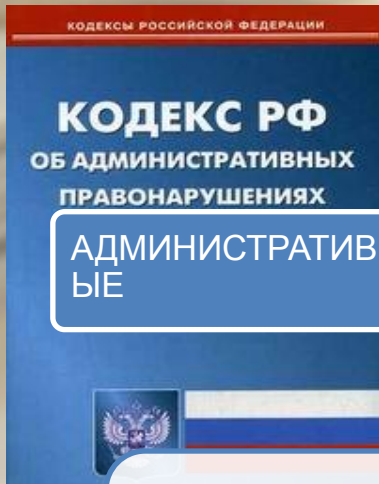 КОДЕКСЫ РОССИЙСКОЙ ФЕДЕРАЦИИ
КОДЕКС РФ
ОБ АДМИНИСТРАТИВНЫХ
ПРАВОНАРУШЕНИЯХ
АДМИНИСТРАТИВ
ЫЕ